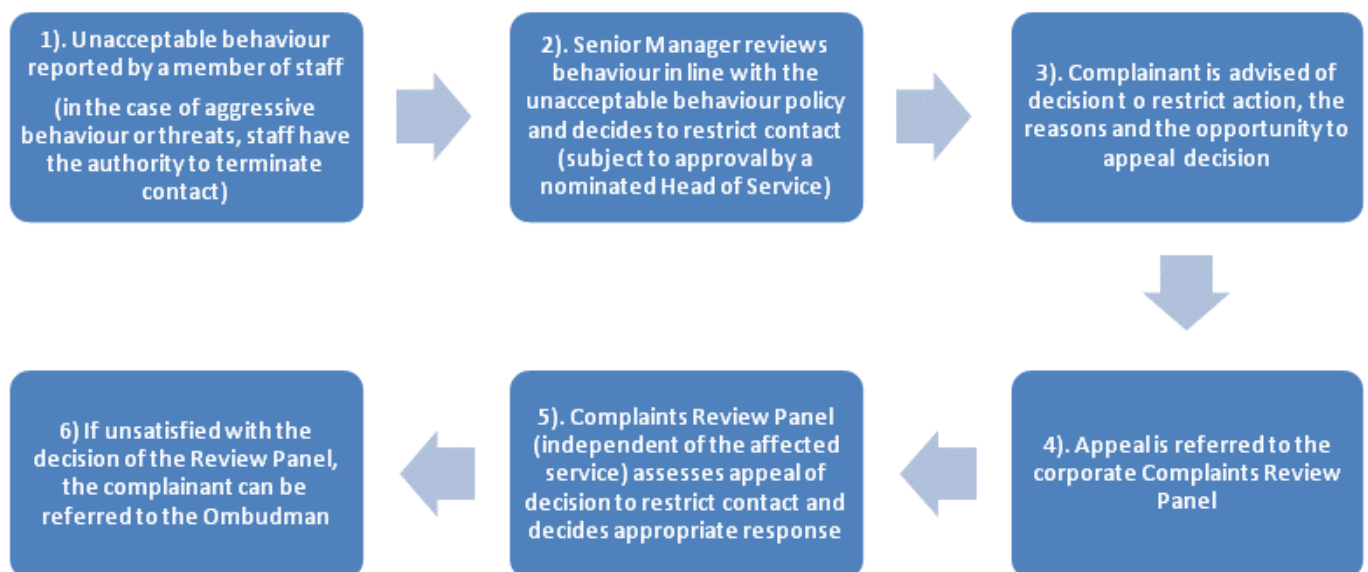 1). Unacceptable behaviour
reported by a member of staff
(in the case of aggressive
behaviour or threats, staff have
the authority to terminate
contact)
2). Senior Manager reviews
behaviour in line with the
unacceptable behaviour policy
and decides to restrict contact
(subject to approval by a
nominated Head of Service)
3). Complainant is advised of
decision t o restrict action, the
reasons and the opportunity to
appeal decision
4). Appeal is referred to the
corporate Complaints Review
Panel
5). Complaints Review Panel
(independent of the affected
service) assesses appeal of
decision to restrict contact and
decides appropriate response
6) If unsatisfied with the
decision of the Review Panel,
the complainant can be
referred to the Ombudman